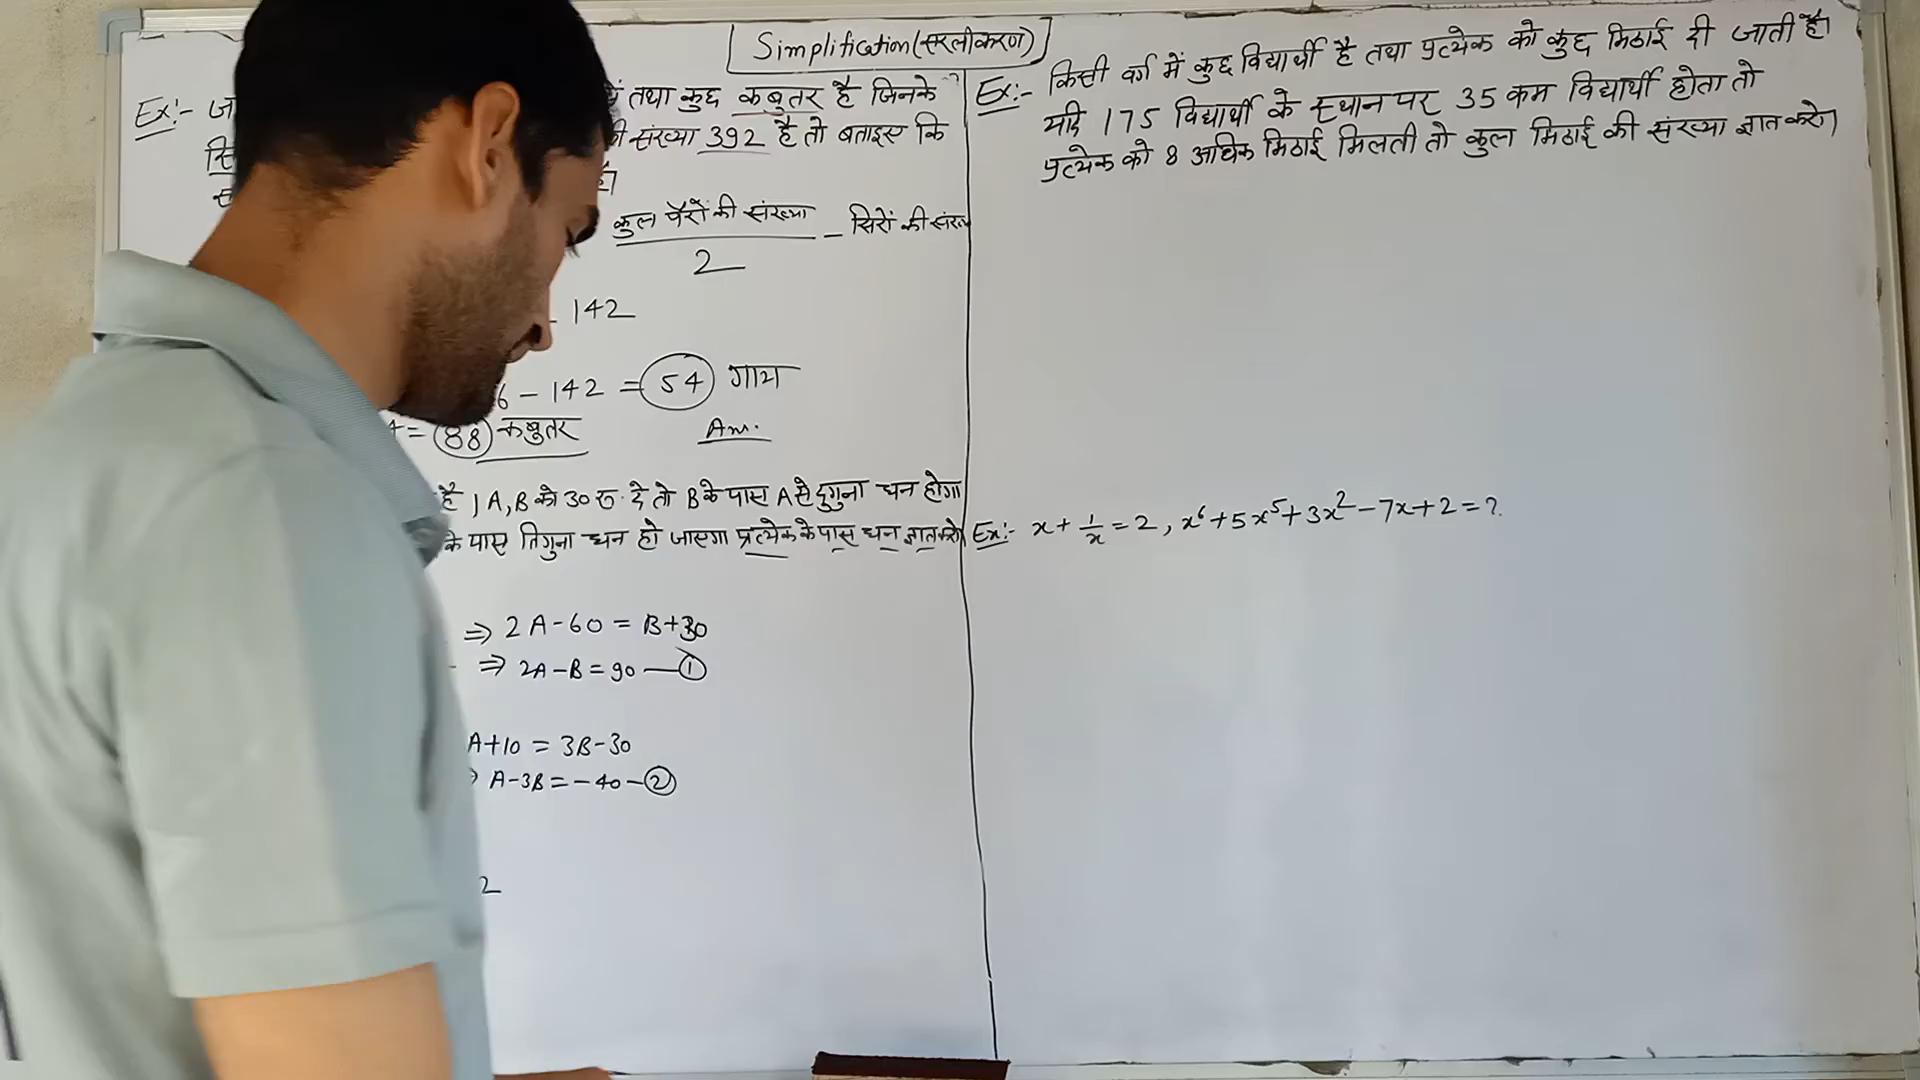 Simplification (सरलीकरण)
Ex:- जा तथा कुछ कबुतर है जिनके
की संख्या 392 है तो बताइए कि
कुल पैरों की संख्या / 2 - सिरों की संख्या
- 142
6 - 142 = 54 गाय
= 88 कबुतर Ans.
है । A, B को 30 रु. दे तो B के पास A से दुगुना धन होगा
के पास तिगुना धन हो जाएगा प्रत्येक के पास धन ज्ञात करो
⇒ 2A-60 = B+30
⇒ 2A-B = 90 —①
A+10 = 3B-30
A-3B = -40 -②
2
Ex:- किसी वर्ग में कुछ विद्यार्थी है तथा प्रत्येक को कुछ मिठाई दी जाती है।
यदि 175 विद्यार्थी के स्थान पर 35 कम विद्यार्थी होता तो
प्रत्येक को 8 अधिक मिठाई मिलती तो कुल मिठाई की संख्या ज्ञात करो।
Ex:- x + 1/x = 2, x⁶+5x⁵+3x²-7x+2=?